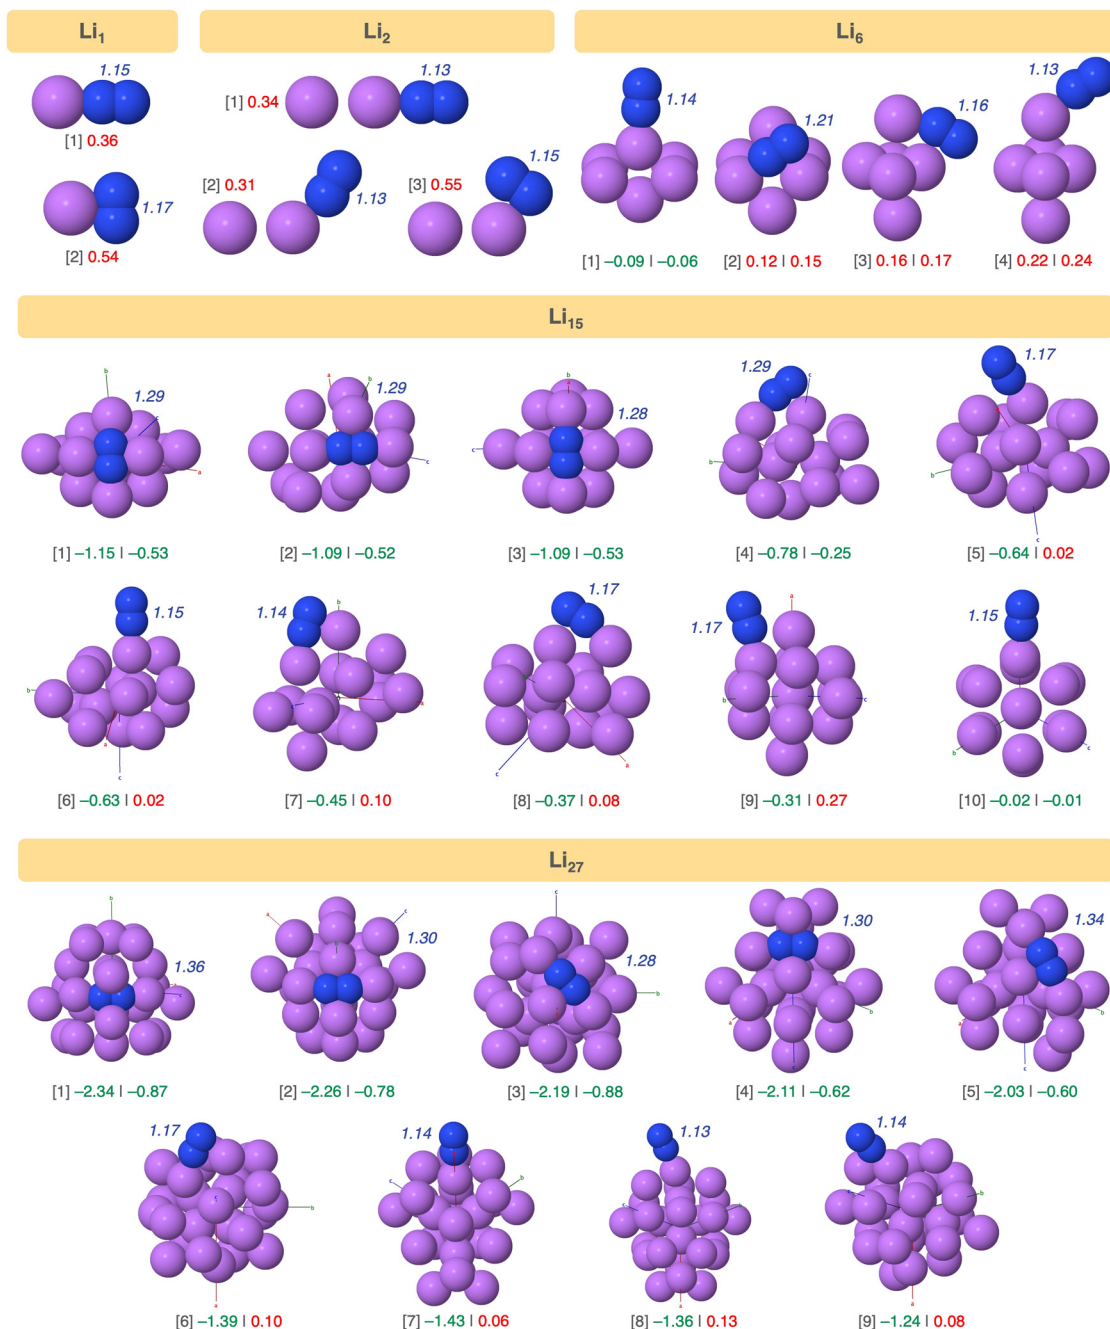 Li₁ Li₂ Li₆
1.15
[1] 0.36
1.17
[2] 0.54
[1] 0.34
1.13
[2] 0.31
1.13
[3] 0.55
1.15
1.14
[1] –0.09 | –0.06
1.21
[2] 0.12 | 0.15
1.16
[3] 0.16 | 0.17
1.13
[4] 0.22 | 0.24
Li₁₅
b
1.29
c
a
[1] –1.15 | –0.53
a
b
1.29
c
[2] –1.09 | –0.52
b
a
1.28
c
[3] –1.09 | –0.53
1.29
c
b
[4] –0.78 | –0.25
1.17
a
b
c
[5] –0.64 | 0.02
1.15
b
a
c
[6] –0.63 | 0.02
1.14
b
c
a
[7] –0.45 | 0.10
1.17
c
a
[8] –0.37 | 0.08
1.17
a
b
c
[9] –0.31 | 0.27
1.15
b
c
[10] –0.02 | –0.01
Li₂₇
b
1.36
c
[1] –2.34 | –0.87
a
c
1.30
[2] –2.26 | –0.78
c
1.28
b
[3] –2.19 | –0.88
1.30
a
b
c
[4] –2.11 | –0.62
1.34
a
b
c
[5] –2.03 | –0.60
1.17
c
b
a
[6] –1.39 | 0.10
1.14
c
b
[7] –1.43 | 0.06
1.13
c
a
[8] –1.36 | 0.13
1.14
b
a
[9] –1.24 | 0.08